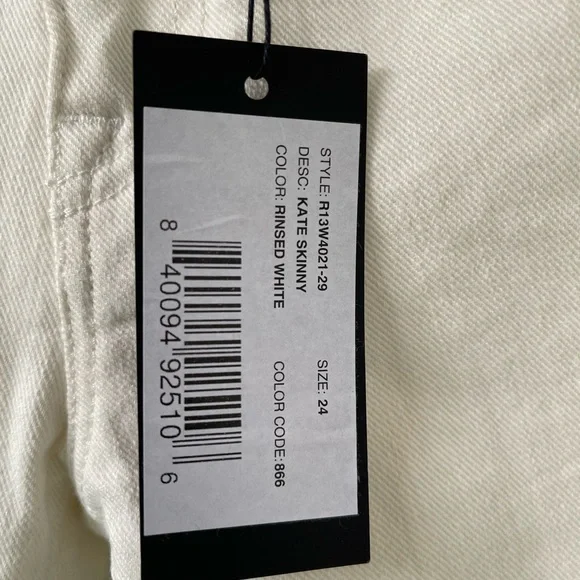 STYLE: R13W4021-29 SIZE: 24
DESC: KATE SKINNY
COLOR: RINSED WHITE COLOR CODE: 866
8 40094 92510 6